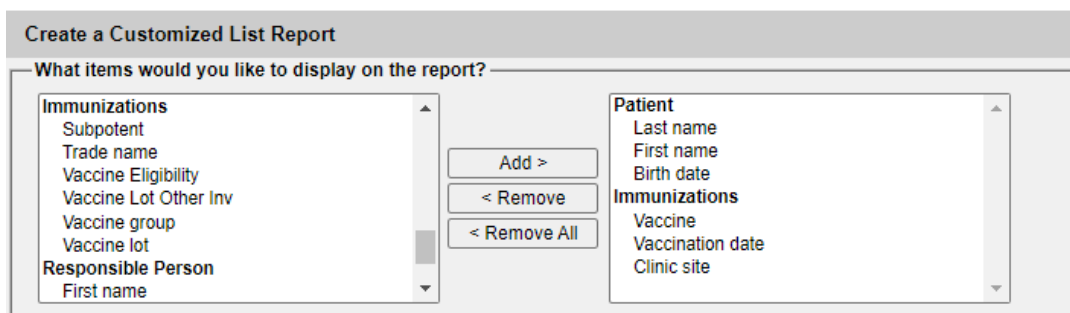 Create a Customized List Report
What items would you like to display on the report?
Immunizations
Subpotent
Trade name
Vaccine Eligibility
Vaccine Lot Other Inv
Vaccine group
Vaccine lot
Responsible Person
First name
Add >
< Remove
< Remove All
Patient
Last name
First name
Birth date
Immunizations
Vaccine
Vaccination date
Clinic site